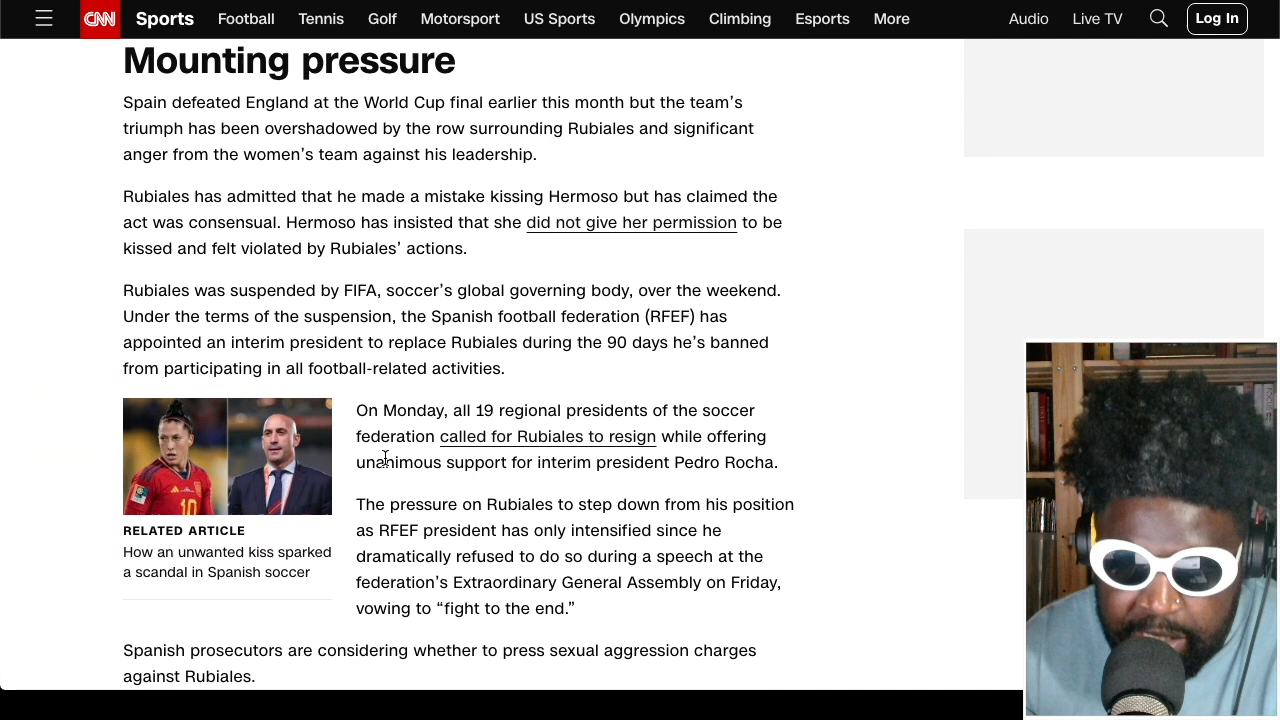 CNN Sports Football Tennis Golf Motorsport US Sports Olympics Climbing Esports More Audio Live TV Log In
Mounting pressure
Spain defeated England at the World Cup final earlier this month but the team’s
triumph has been overshadowed by the row surrounding Rubiales and significant
anger from the women’s team against his leadership.
Rubiales has admitted that he made a mistake kissing Hermoso but has claimed the
act was consensual. Hermoso has insisted that she did not give her permission to be
kissed and felt violated by Rubiales’ actions.
Rubiales was suspended by FIFA, soccer’s global governing body, over the weekend.
Under the terms of the suspension, the Spanish football federation (RFEF) has
appointed an interim president to replace Rubiales during the 90 days he’s banned
from participating in all football-related activities.
10
RELATED ARTICLE
How an unwanted kiss sparked
a scandal in Spanish soccer
On Monday, all 19 regional presidents of the soccer
federation called for Rubiales to resign while offering
unanimous support for interim president Pedro Rocha.
The pressure on Rubiales to step down from his position
as RFEF president has only intensified since he
dramatically refused to do so during a speech at the
federation’s Extraordinary General Assembly on Friday,
vowing to “fight to the end.”
Spanish prosecutors are considering whether to press sexual aggression charges
against Rubiales.